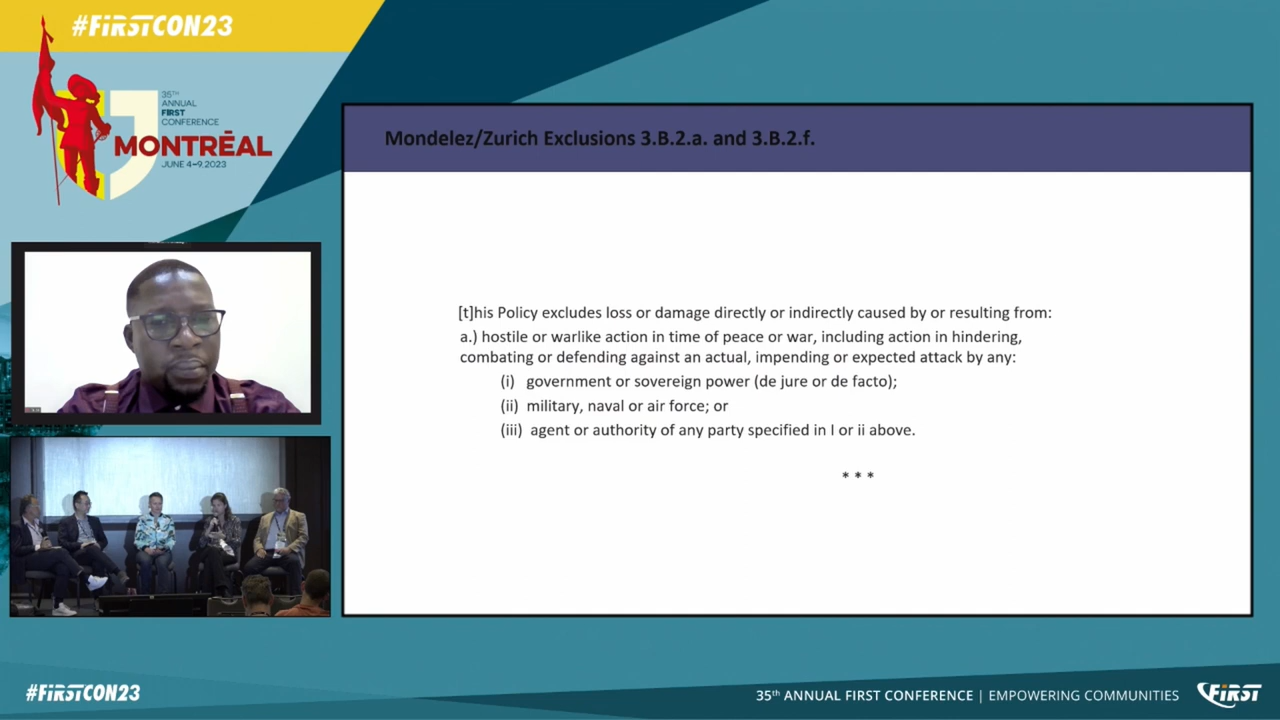 #FiRSTCON23
35TH
ANNUAL
FIRST
CONFERENCE
MONTRĒAL
JUNE 4–9,2023
Mondelez/Zurich Exclusions 3.B.2.a. and 3.B.2.f.
[t]his Policy excludes loss or damage directly or indirectly caused by or resulting from:
a.) hostile or warlike action in time of peace or war, including action in hindering,
combating or defending against an actual, impending or expected attack by any:
(i) government or sovereign power (de jure or de facto);
(ii) military, naval or air force; or
(iii) agent or authority of any party specified in I or ii above.
* * *
#FiRSTCON23
35th ANNUAL FIRST CONFERENCE | EMPOWERING COMMUNITIES
FiRST